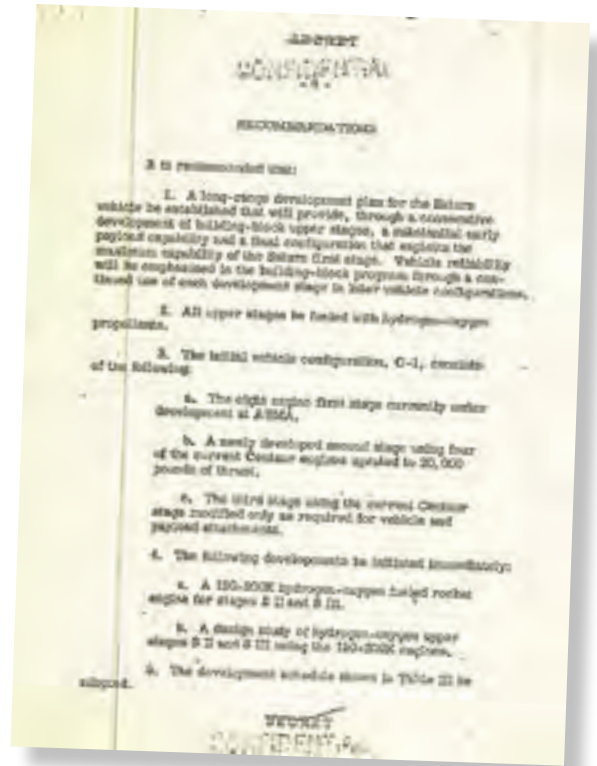 SECRET
CONFIDENTIAL
RECOMMENDATIONS
It is recommended that:
1. A long-range development plan for the Saturn
vehicle be established that will provide, through a consecutive
development of building-block upper stages, a substantial early
payload capability and a final configuration that exploits the
maximum capability of the Saturn first stage. Vehicle reliability
will be emphasized in the building-block program through a con-
tinued use of each development stage in later vehicle configurations.
2. All upper stages be fueled with hydrogen-oxygen
propellants.
3. The initial vehicle configuration, C-1, consists
of the following:
a. The eight engine first stage currently under
development at ABMA.
b. A newly developed second stage using four
of the current Centaur engines uprated to 20,000
pounds of thrust.
c. The third stage using the current Centaur
stage modified only as required for vehicle and
payload attachments.
4. The following developments be initiated immediately:
a. A 150-200K hydrogen-oxygen fueled rocket
engine for stages S II and S III.
b. A design study of hydrogen-oxygen upper
stages S II and S III using the 150-200K engines.
5. The development schedule shown in Table III be
adopted.
SECRET
CONFIDENTIAL